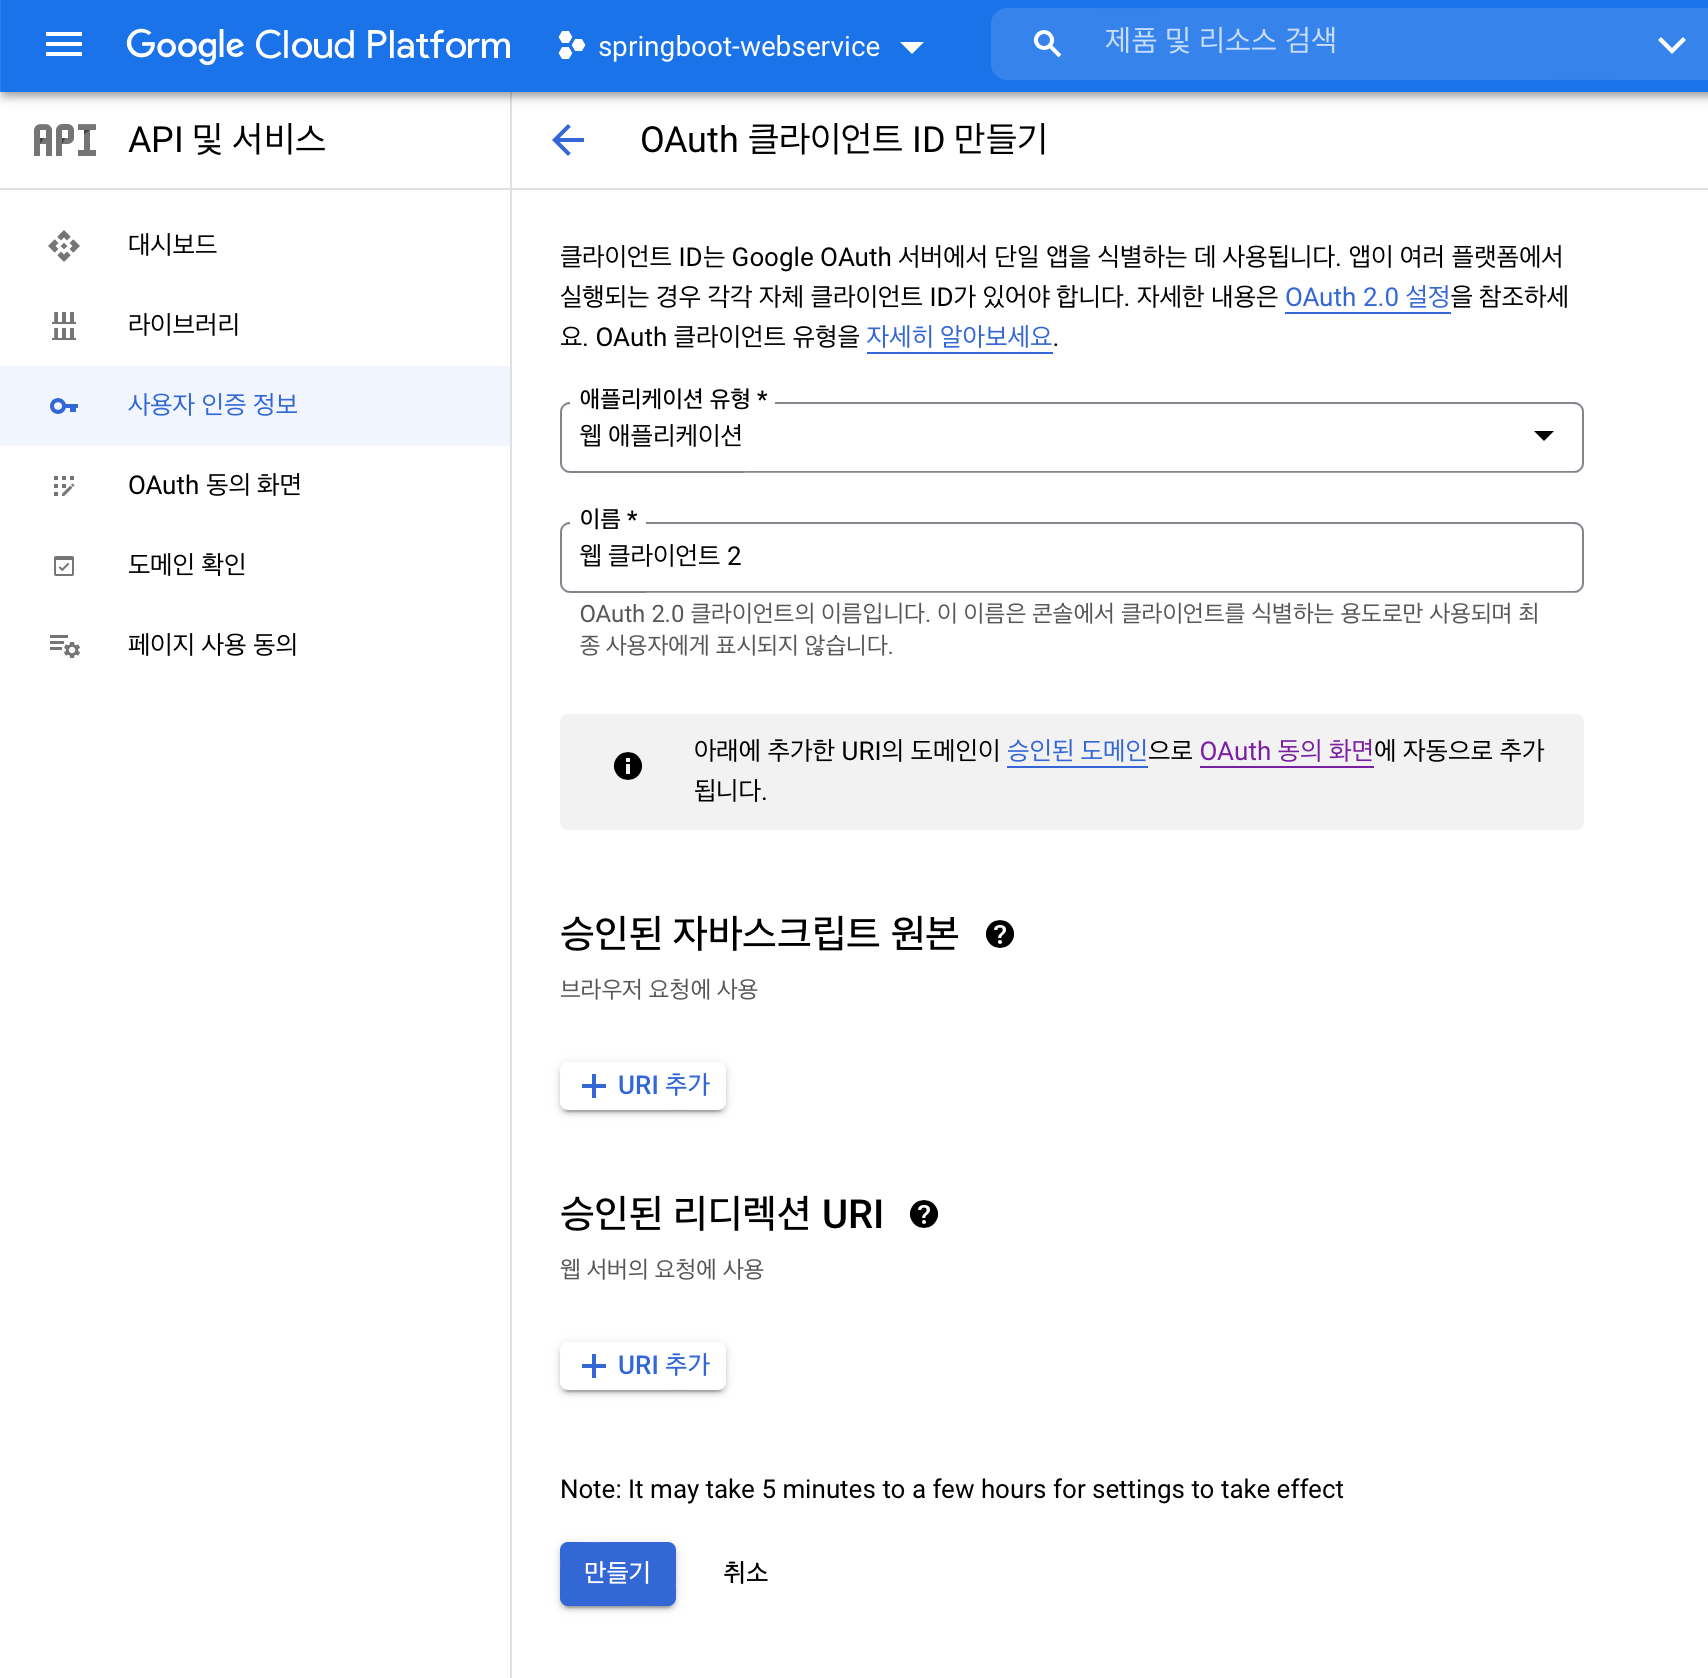 Google Cloud Platform
springboot-webservice
제품 및 리소스 검색
API
API 및 서비스
OAuth 클라이언트 ID 만들기
대시보드
라이브러리
사용자 인증 정보
OAuth 동의 화면
도메인 확인
페이지 사용 동의
클라이언트 ID는 Google OAuth 서버에서 단일 앱을 식별하는 데 사용됩니다. 앱이 여러 플랫폼에서
실행되는 경우 각각 자체 클라이언트 ID가 있어야 합니다. 자세한 내용은 OAuth 2.0 설정을 참조하세
요. OAuth 클라이언트 유형을 자세히 알아보세요.
애플리케이션 유형 *
웹 애플리케이션
이름 *
웹 클라이언트 2
OAuth 2.0 클라이언트의 이름입니다. 이 이름은 콘솔에서 클라이언트를 식별하는 용도로만 사용되며 최
종 사용자에게 표시되지 않습니다.
아래에 추가한 URI의 도메인이 승인된 도메인으로 OAuth 동의 화면에 자동으로 추가
됩니다.
승인된 자바스크립트 원본
브라우저 요청에 사용
URI 추가
승인된 리디렉션 URI
웹 서버의 요청에 사용
URI 추가
Note: It may take 5 minutes to a few hours for settings to take effect
만들기
취소